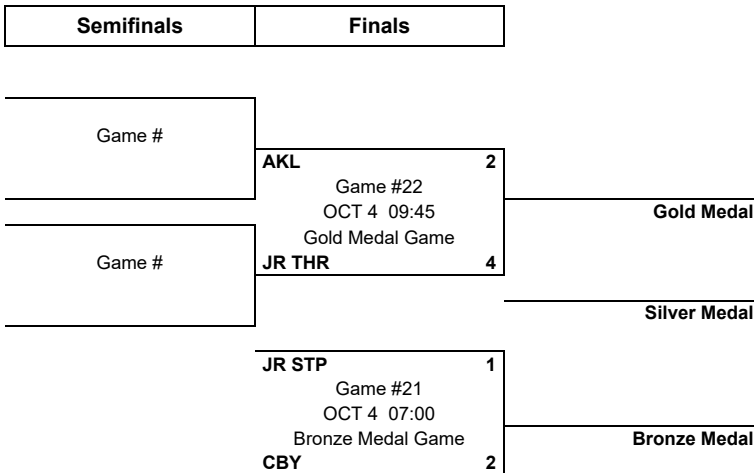 Semifinals Finals
Game #
AKL 2
Game #22
OCT 4 09:45
Gold Medal
Gold Medal Game
Game #
JR THR 4
Silver Medal
JR STP 1
Game #21
OCT 4 07:00
Bronze Medal Game
Bronze Medal
CBY 2